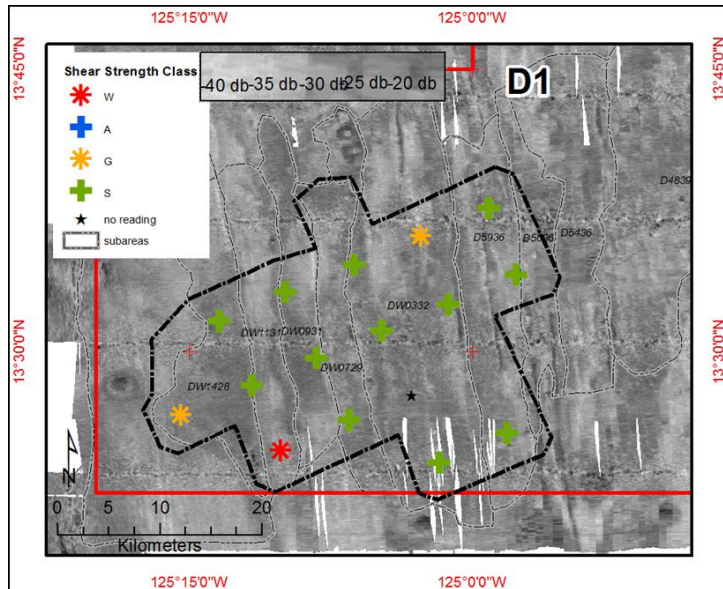 125°15'0"W 125°0'0"W
13°45'0"N 13°45'0"N
D1
-40 db -35 db -30 db -25 db -20 db
Shear Strength Class
W
A
G
S
no reading
subareas
D4839
D5936 D5636 D5436
DW0332
DW1131 DW0931
13°30'0"N 13°30'0"N
DW0729
DW1428
N
0 5 10 20
Kilometers
125°15'0"W 125°0'0"W